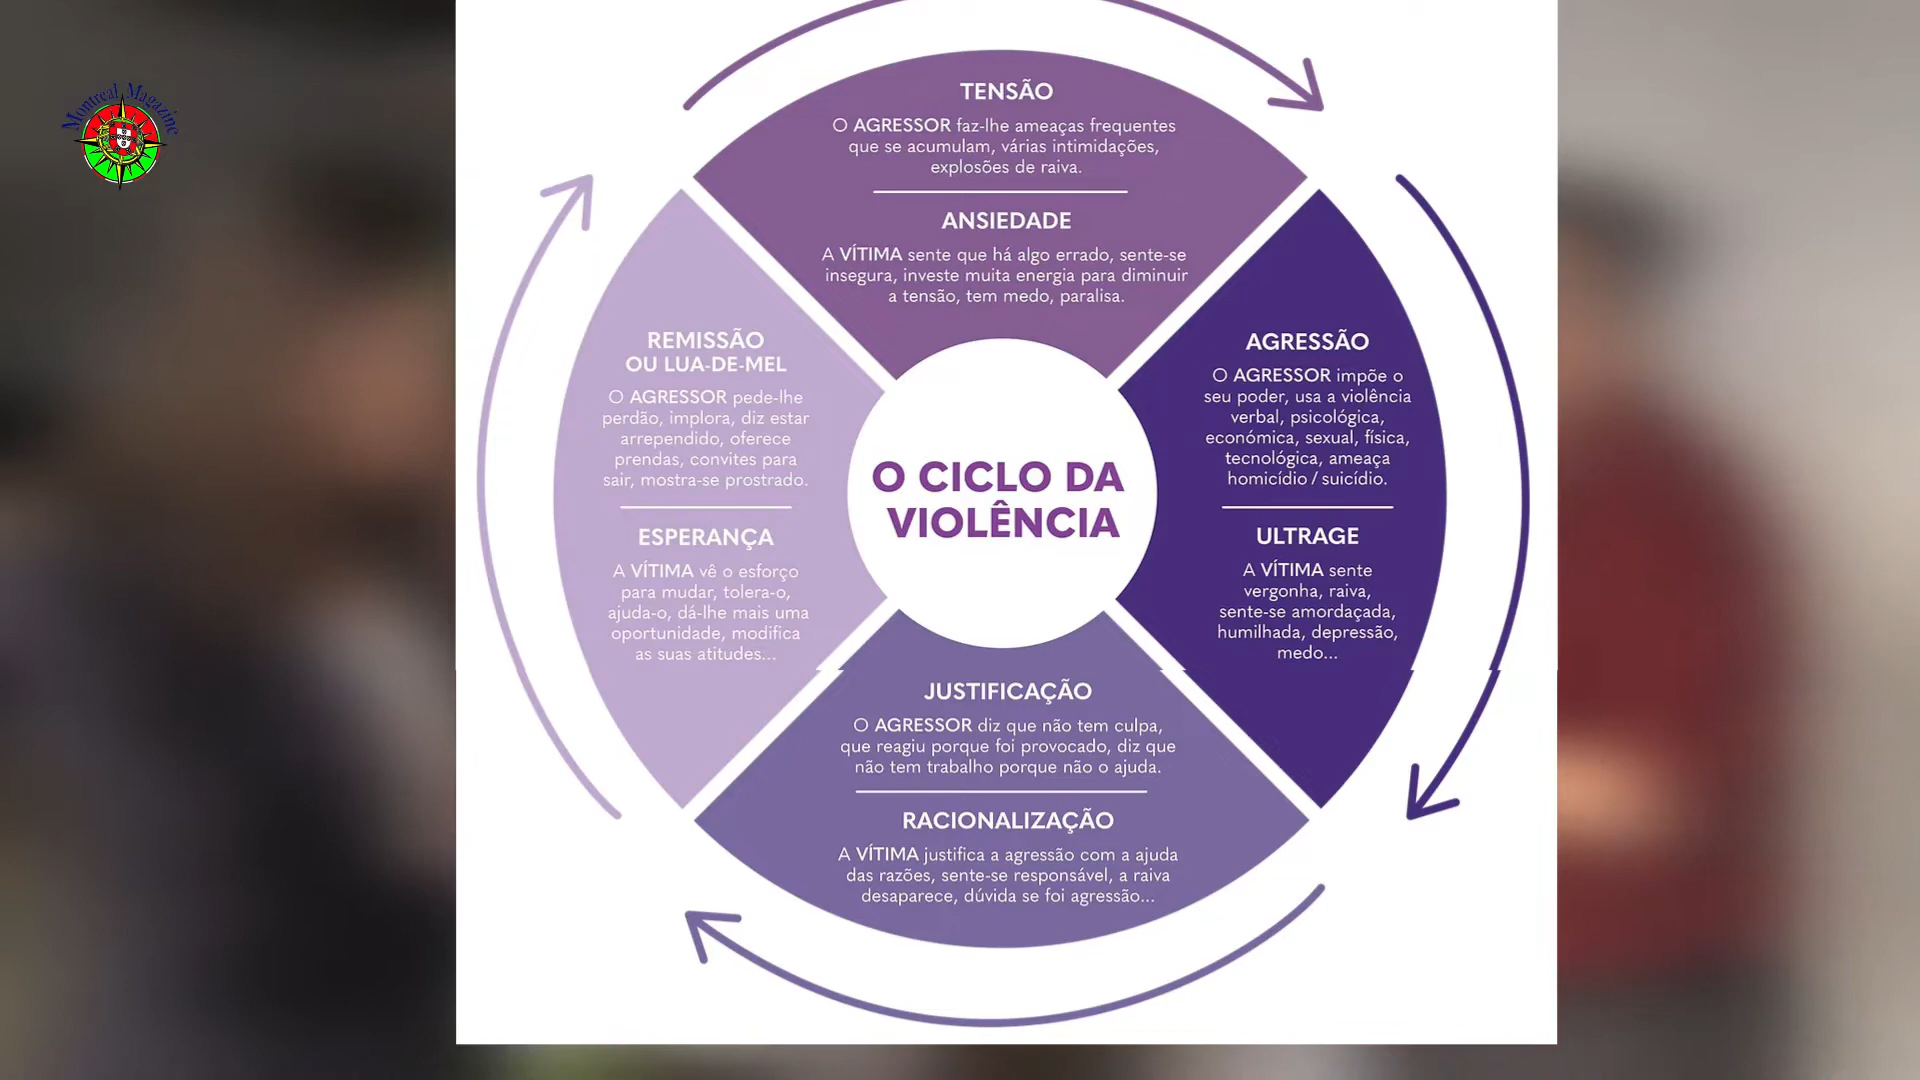 Montreal Magazine
TENSÃO
O AGRESSOR faz-lhe ameaças frequentes
que se acumulam, várias intimidações,
explosões de raiva.
ANSIEDADE
A VÍTIMA sente que há algo errado, sente-se
insegura, investe muita energia para diminuir
a tensão, tem medo, paralisa.
AGRESSÃO
O AGRESSOR impõe o
seu poder, usa a violência
verbal, psicológica,
económica, sexual, física,
tecnológica, ameaça
homicídio / suicídio.
ULTRAGE
A VÍTIMA sente
vergonha, raiva,
sente-se amordaçada,
humilhada, depressão,
medo...
JUSTIFICAÇÃO
O AGRESSOR diz que não tem culpa,
que reagiu porque foi provocado, diz que
não tem trabalho porque não o ajuda.
RACIONALIZAÇÃO
A VÍTIMA justifica a agressão com a ajuda
das razões, sente-se responsável, a raiva
desaparece, dúvida se foi agressão...
REMISSÃO
OU LUA-DE-MEL
O AGRESSOR pede-lhe
perdão, implora, diz estar
arrependido, oferece
prendas, convites para
sair, mostra-se prostrado.
ESPERANÇA
A VÍTIMA vê o esforço
para mudar, tolera-o,
ajuda-o, dá-lhe mais uma
oportunidade, modifica
as suas atitudes...
O CICLO DA
VIOLÊNCIA